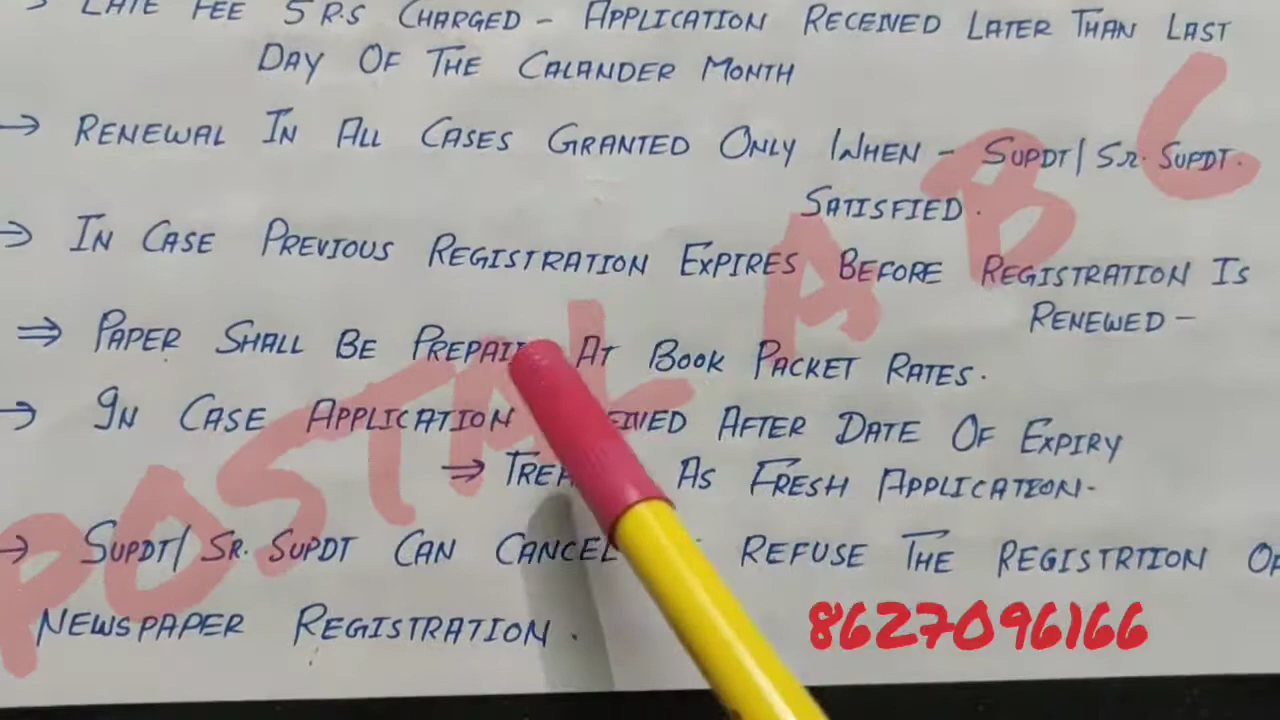 LATE FEE 5 RS CHARGED - APPLICATION RECEIVED LATER THAN LAST
DAY OF THE CALANDER MONTH
→ RENEWAL IN ALL CASES GRANTED ONLY WHEN - SUPDT/SR. SUPDT.
SATISFIED.
→ IN CASE PREVIOUS REGISTRATION EXPIRES BEFORE REGISTRATION IS
RENEWED -
⇒ PAPER SHALL BE AT BOOK PACKET RATES.
→ IN CASE APPLICATION AFTER DATE OF EXPIRY
⇒ AS FRESH APPLICATION.
→ SUPDT/SR. SUPDT CAN CANCEL REFUSE THE REGISTRTION OF
NEWSPAPER REGISTRATION.
POSTAL ABC
8627096166